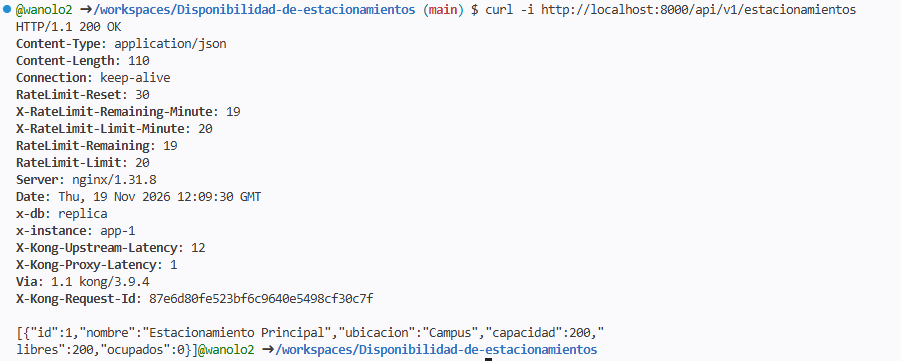 @wanolo2 ➜/workspaces/Disponibilidad-de-estacionamientos (main) $ curl -i http://localhost:8000/api/v1/estacionamientos
HTTP/1.1 200 OK
Content-Type: application/json
Content-Length: 110
Connection: keep-alive
RateLimit-Reset: 30
X-RateLimit-Remaining-Minute: 19
X-RateLimit-Limit-Minute: 20
RateLimit-Remaining: 19
RateLimit-Limit: 20
Server: nginx/1.31.8
Date: Thu, 19 Nov 2026 12:09:30 GMT
x-db: replica
x-instance: app-1
X-Kong-Upstream-Latency: 12
X-Kong-Proxy-Latency: 1
Via: 1.1 kong/3.9.4
X-Kong-Request-Id: 87e6d80fe523bf6c9640e5498cf30c7f

[{"id":1,"nombre":"Estacionamiento Principal","ubicacion":"Campus","capacidad":200,"
libres":200,"ocupados":0}]@wanolo2 ➜/workspaces/Disponibilidad-de-estacionamientos